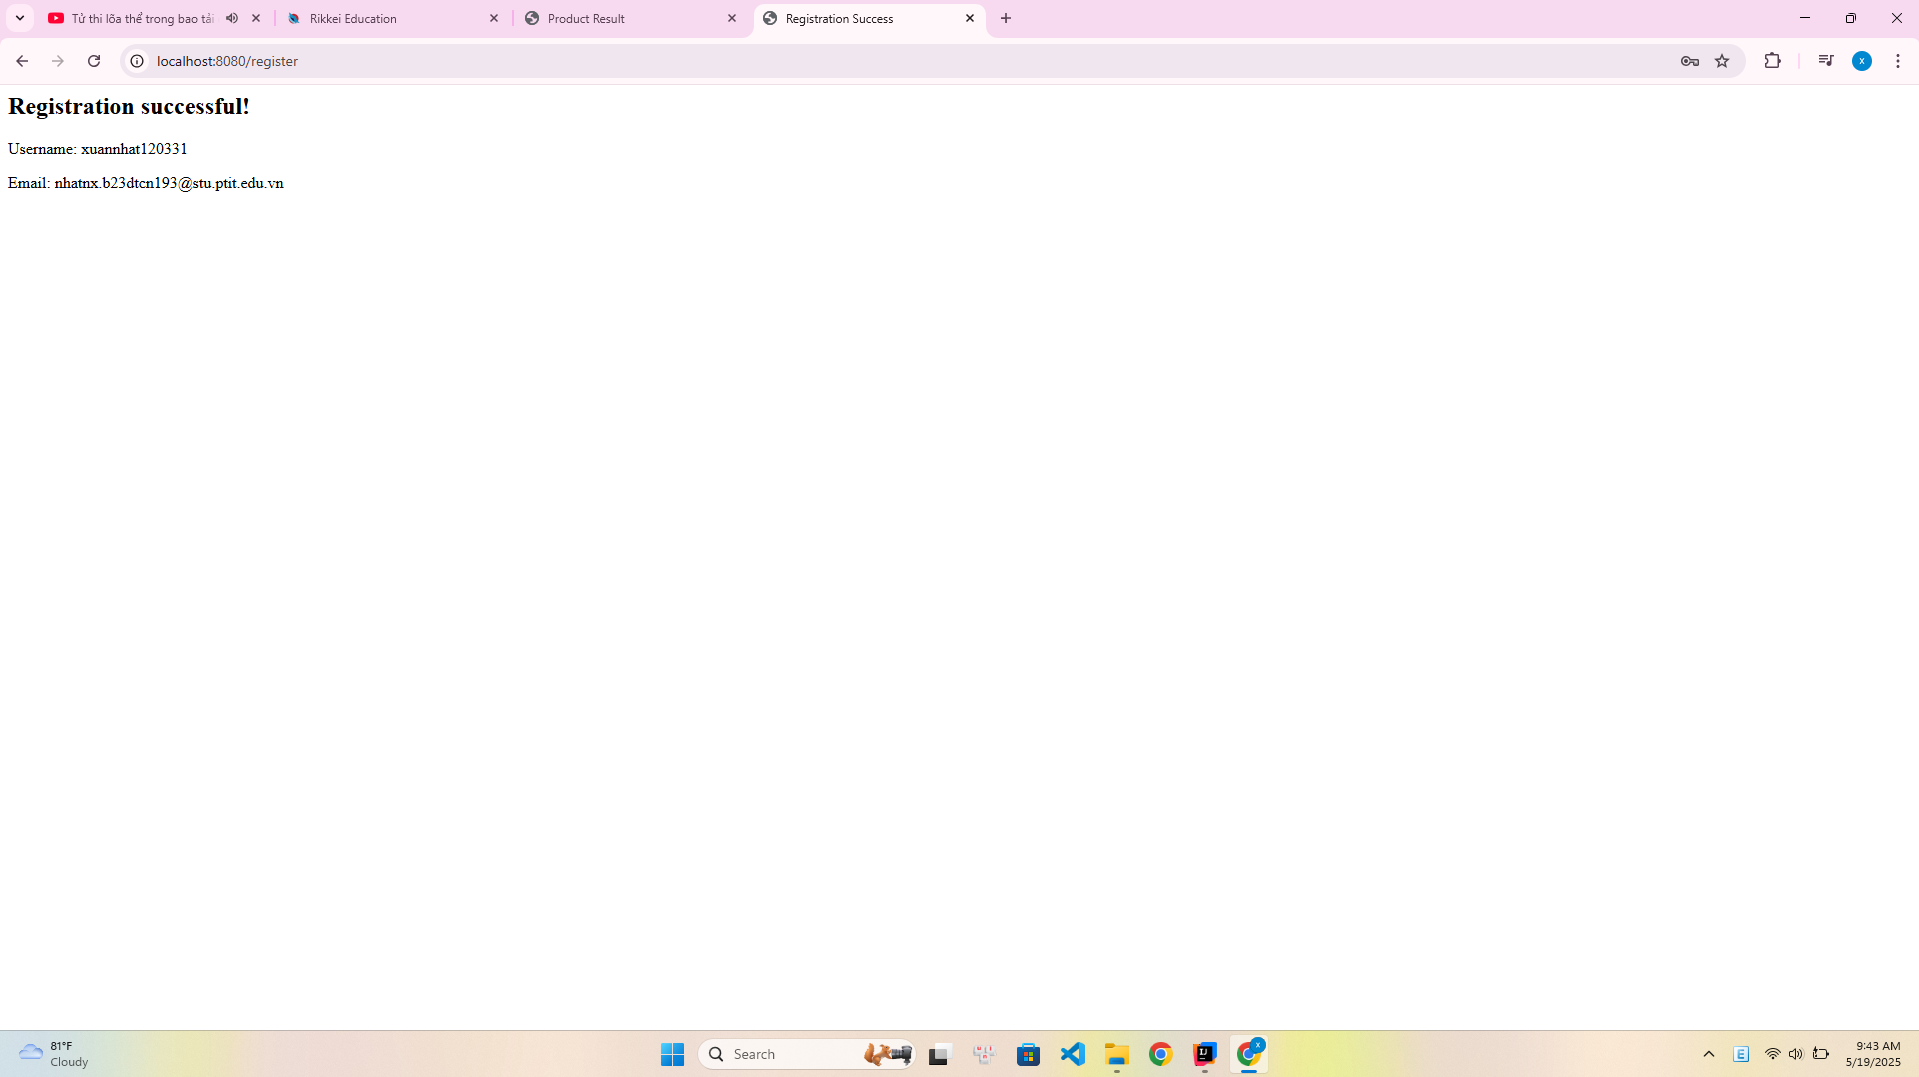 Tử thi lõa thể trong bao tải
Rikkei Education
Product Result
Registration Success
localhost:8080/register
x
Registration successful!
Username: xuannhat120331
Email: nhatnx.b23dtcn193@stu.ptit.edu.vn
81°F
Cloudy
Search
x
E
9:43 AM
5/19/2025